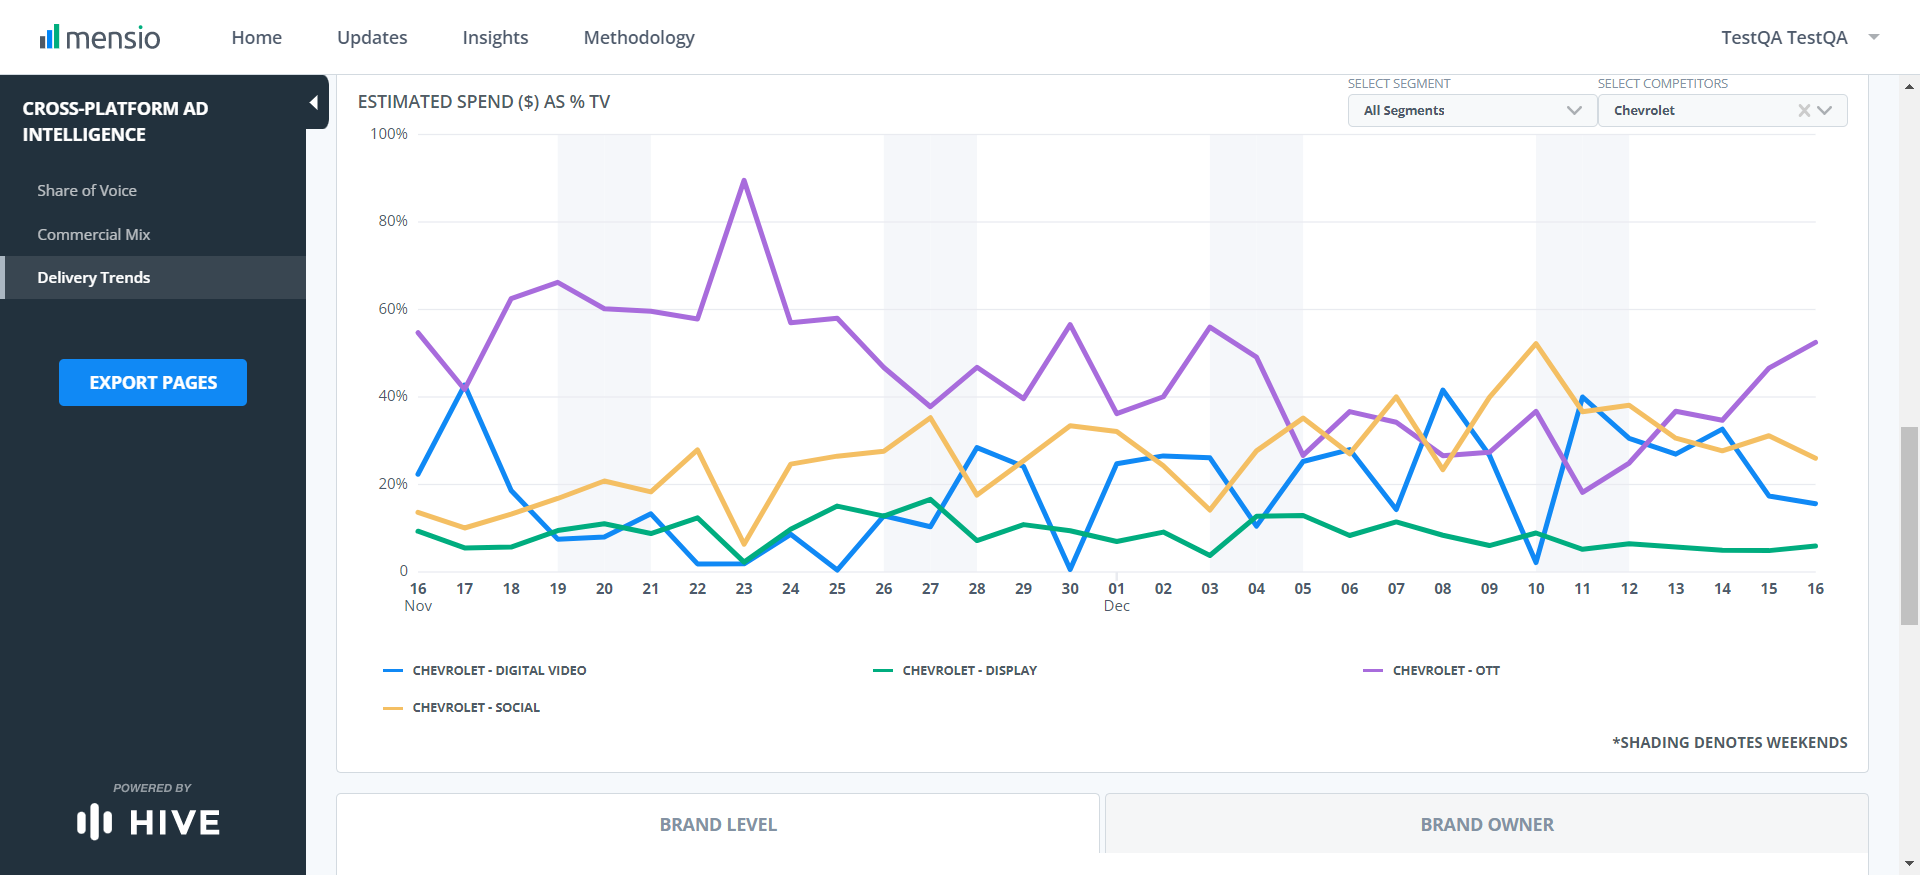 mensio
Home
Updates
Insights
Methodology
TestQA TestQA
CROSS-PLATFORM AD
INTELLIGENCE
Share of Voice
Commercial Mix
Delivery Trends
EXPORT PAGES
POWERED BY
HIVE
ESTIMATED SPEND ($) AS % TV
SELECT SEGMENT
All Segments
SELECT COMPETITORS
Chevrolet
100%
80%
60%
40%
20%
0
16 17 18 19 20 21 22 23 24 25 26 27 28 29 30 01 02 03 04 05 06 07 08 09 10 11 12 13 14 15 16
Nov Dec
CHEVROLET - DIGITAL VIDEO
CHEVROLET - DISPLAY
CHEVROLET - OTT
CHEVROLET - SOCIAL
*SHADING DENOTES WEEKENDS
BRAND LEVEL
BRAND OWNER